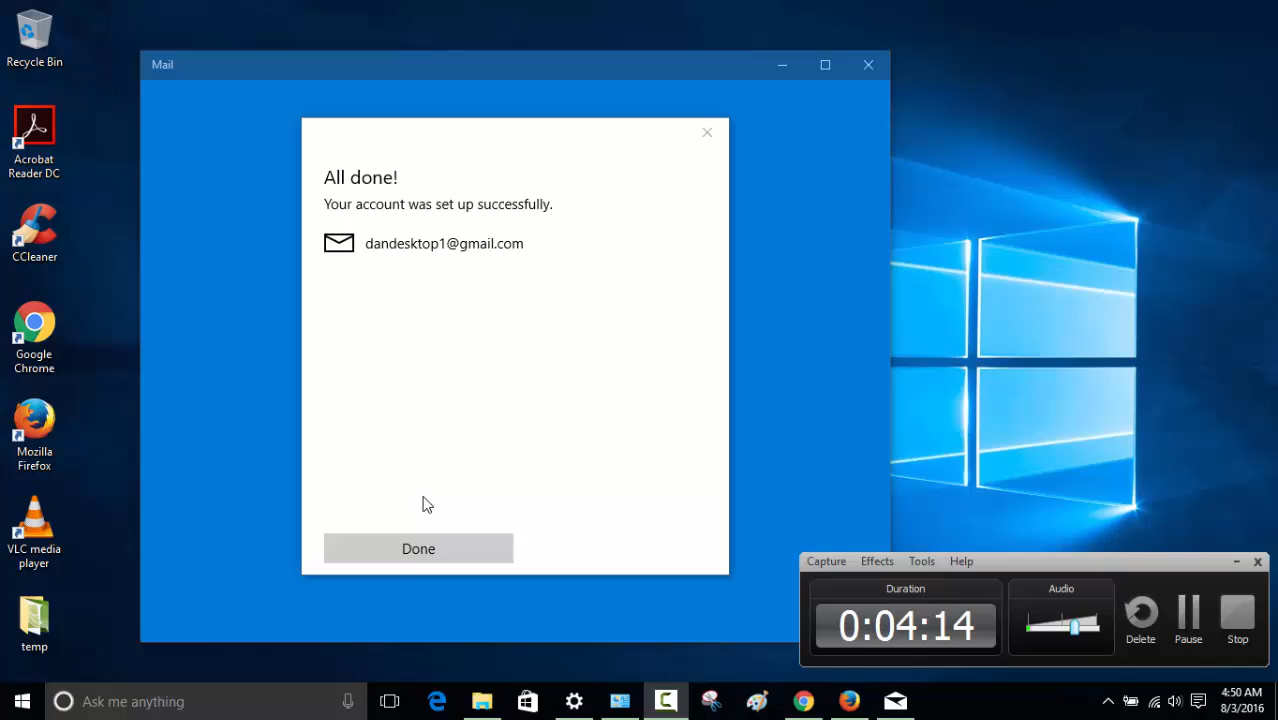 Recycle Bin
Acrobat
Reader DC
CCleaner
Google
Chrome
Mozilla
Firefox
VLC media
player
temp
Mail
All done!
Your account was set up successfully.
dandesktop1@gmail.com
Done
Capture Effects Tools Help
Duration
0:04:14
Audio
Delete
Pause
Stop
Ask me anything
4:50 AM
8/3/2016